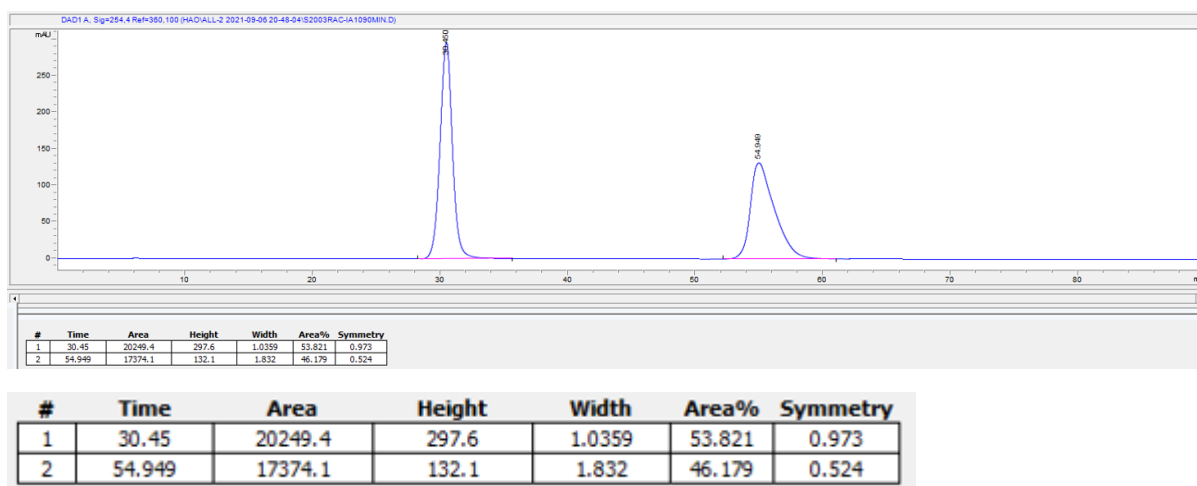 DAD1 A, Sig=254,4 Ref=360,100 (HAO\ALL-2 2021-09-06 20-48-04\S2003RAC-IA1090MIN.D)
mAU
250
200
150
100
50
0
30.450
54.949
10 20 30 40 50 60 70 80
# Time Area Height Width Area% Symmetry
1 30.45 20249.4 297.6 1.0359 53.821 0.973
2 54.949 17374.1 132.1 1.832 46.179 0.524
# Time Area Height Width Area% Symmetry
1 30.45 20249.4 297.6 1.0359 53.821 0.973
2 54.949 17374.1 132.1 1.832 46.179 0.524